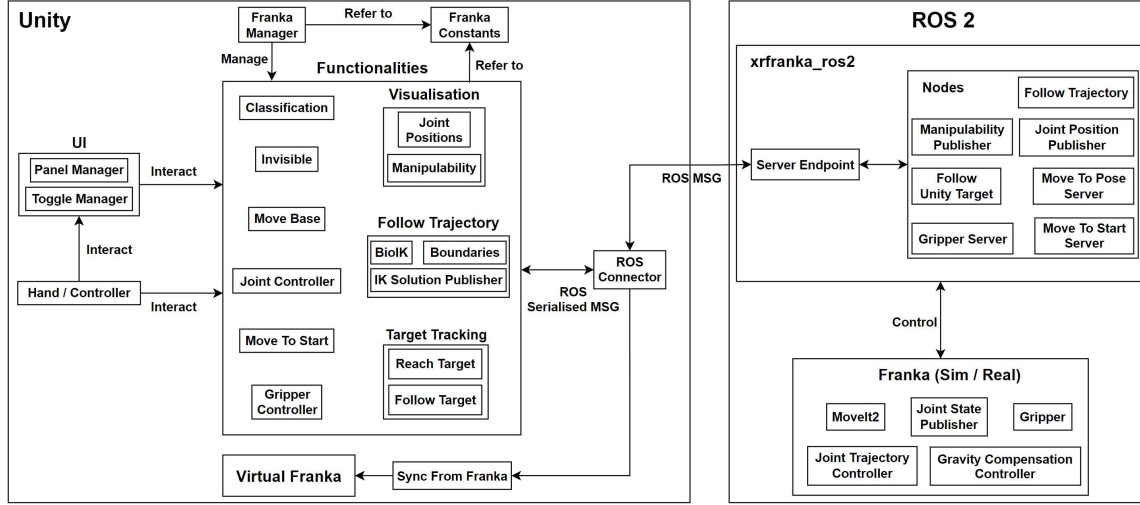 Unity
Franka
Manager
Refer to
Franka
Constants
Manage
Refer to
Functionalities
Classification
Invisible
Move Base
Joint Controller
Move To Start
Gripper
Controller
Visualisation
Joint
Positions
Manipulability
Follow Trajectory
BioIK
Boundaries
IK Solution Publisher
Target Tracking
Reach Target
Follow Target
UI
Panel Manager
Toggle Manager
Interact
Interact
Hand / Controller
Interact
ROS
Serialised MSG
ROS
Connector
ROS MSG
Virtual Franka
Sync From Franka
ROS 2
xrfranka_ros2
Server Endpoint
Nodes
Follow Trajectory
Manipulability
Publisher
Joint Position
Publisher
Follow
Unity Target
Move To Pose
Server
Gripper Server
Move To Start
Server
Control
Franka (Sim / Real)
MoveIt2
Joint State
Publisher
Gripper
Joint Trajectory
Controller
Gravity Compensation
Controller